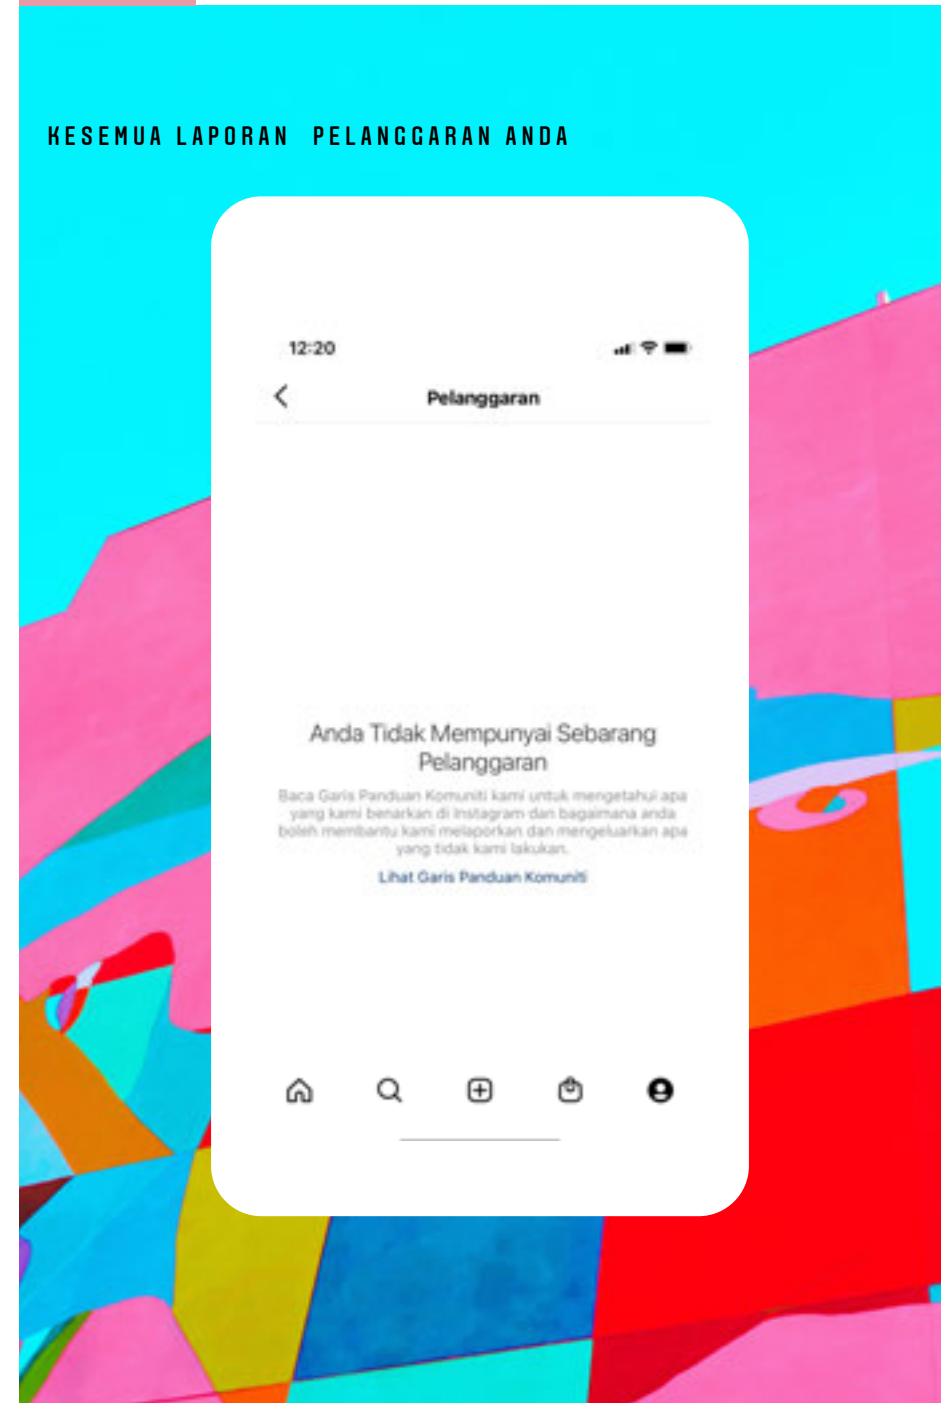 KESEMUA LAPORAN PELANGGARAN ANDA
12:20
Pelanggaran
Anda Tidak Mempunyai Sebarang
Pelanggaran
Baca Garis Panduan Komuniti kami untuk mengetahui apa
yang kami benarkan di Instagram dan bagaimana anda
boleh membantu kami melaporkan dan mengeluarkan apa
yang tidak kami lakukan.
Lihat Garis Panduan Komuniti